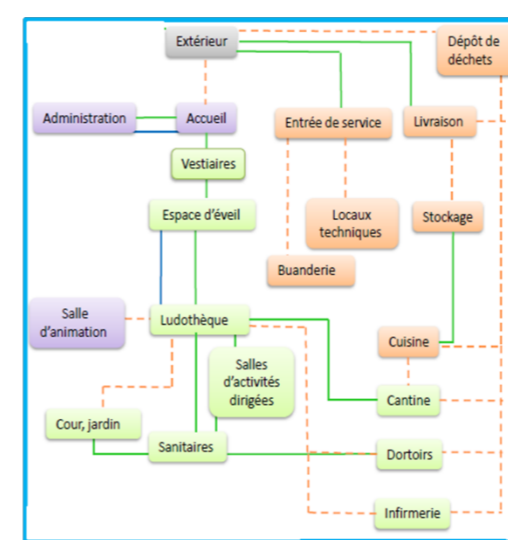 Extérieur
Dépôt de
déchets
Administration
Accueil
Entrée de service
Livraison
Vestiaires
Espace d'éveil
Locaux
techniques
Stockage
Buanderie
Salle
d'animation
Ludothèque
Cuisine
Salles
d'activités
dirigées
Cantine
Cour, jardin
Sanitaires
Dortoirs
Infirmerie